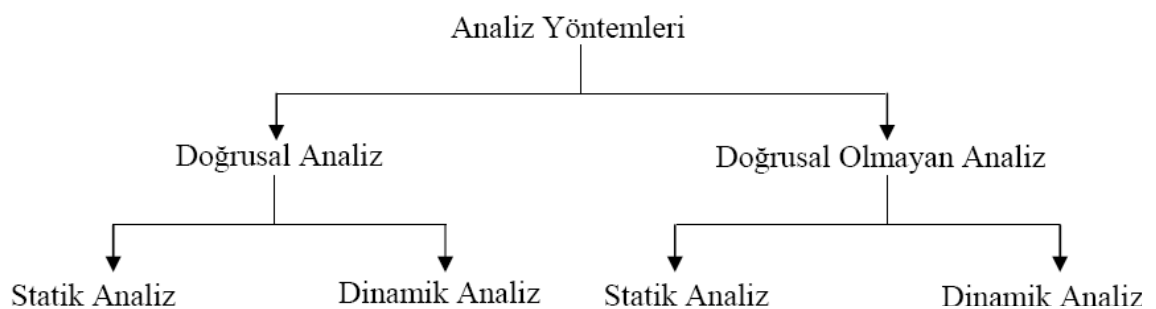 Analiz Yöntemleri
Doğrusal Analiz
Doğrusal Olmayan Analiz
Statik Analiz
Dinamik Analiz
Statik Analiz
Dinamik Analiz